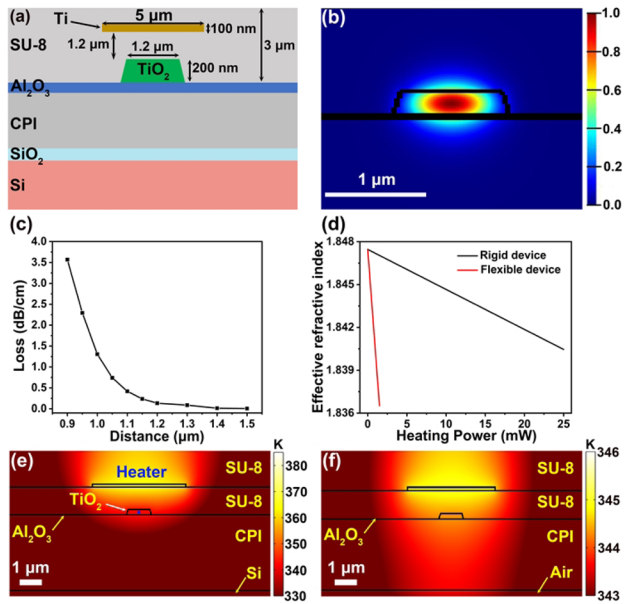 (a)
5 μm
Ti
100 nm
SU-8
1.2 μm
1.2 μm
3 μm
TiO2
200 nm
Al2O3
CPI
SiO2
Si
(b)
1 μm
1.0
0.8
0.6
0.4
0.2
0.0
(c)
Loss (dB/cm)
4.0
3.5
3.0
2.5
2.0
1.5
1.0
0.5
0.0
0.9 1.0 1.1 1.2 1.3 1.4 1.5
Distance (μm)
(d)
Effective refractive index
1.848
1.847
1.842
1.839
1.836
Rigid device
Flexible device
0 5 10 15 20 25
Heating Power (mW)
(e)
Heater
SU-8
TiO2
SU-8
Al2O3
CPI
1 μm
Si
K
380
370
360
350
340
330
(f)
SU-8
SU-8
Al2O3
CPI
1 μm
Air
K
346
345
344
343